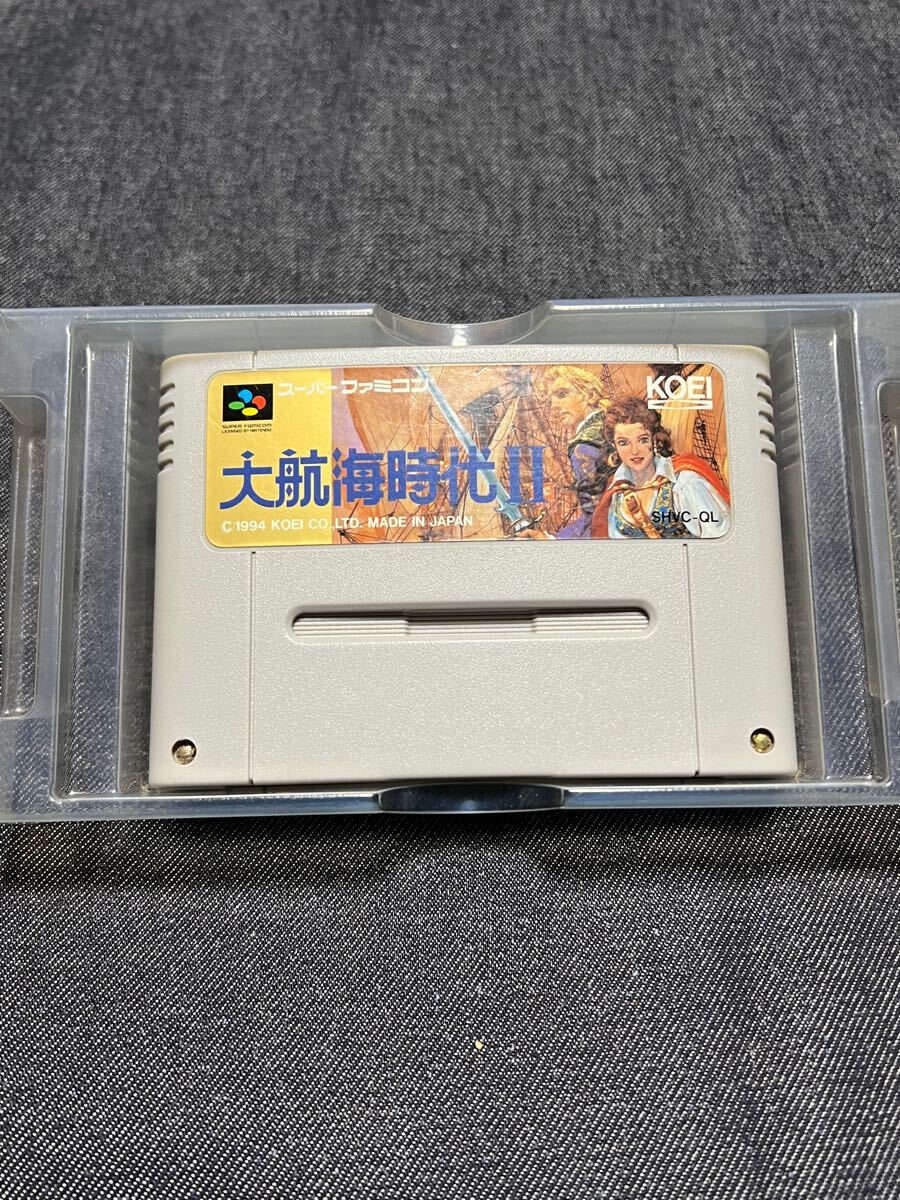 スーパーファミコン
KOEI
SUPER FAMICOM
LICENSED BY NINTENDO
大航海時代II
SHVC-QL
C 1994 KOEI CO.,LTD. MADE IN JAPAN